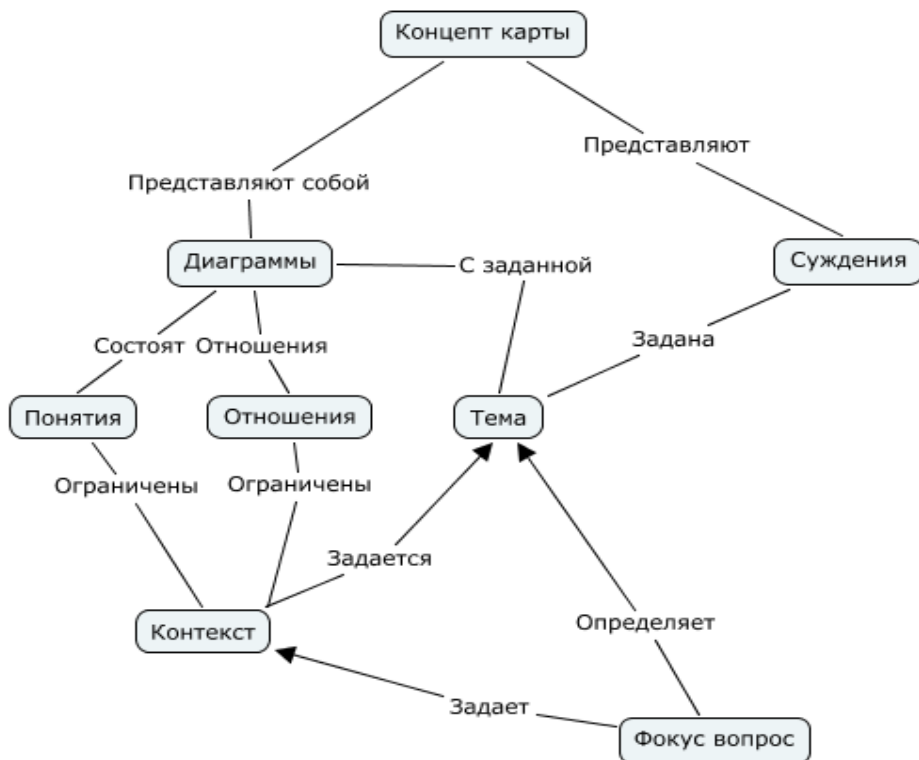 Концепт карты
Представляют
Представляют собой
Диаграммы
С заданной
Суждения
Состоят
Отношения
Задана
Понятия
Отношения
Тема
Ограничены
Ограничены
Задается
Контекст
Определяет
Задает
Фокус вопрос